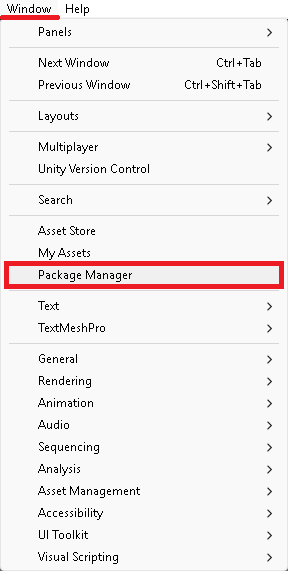 Window Help
Panels
Next Window Ctrl+Tab
Previous Window Ctrl+Shift+Tab
Layouts
Multiplayer
Unity Version Control
Search
Asset Store
My Assets
Package Manager
Text
TextMeshPro
General
Rendering
Animation
Audio
Sequencing
Analysis
Asset Management
Accessibility
UI Toolkit
Visual Scripting